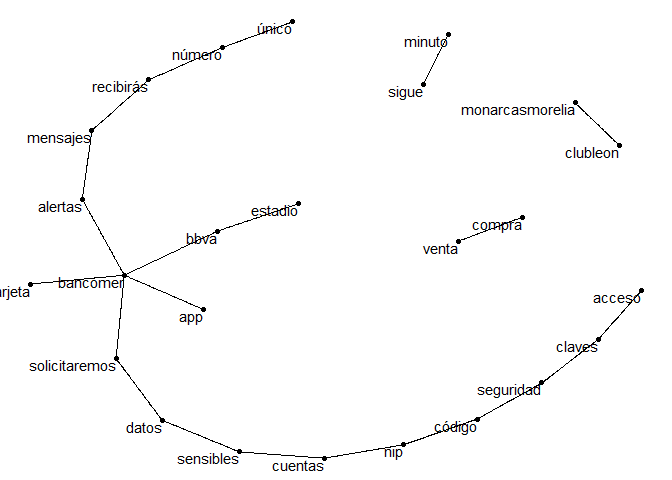 único
minuto
número
recibirás
sigue
monarcasmorelia
mensajes
clubleon
alertas
estadio
compra
bbva
venta
bancomer
arjeta
acceso
app
claves
solicitaremos
seguridad
datos
código
nip
sensibles
cuentas